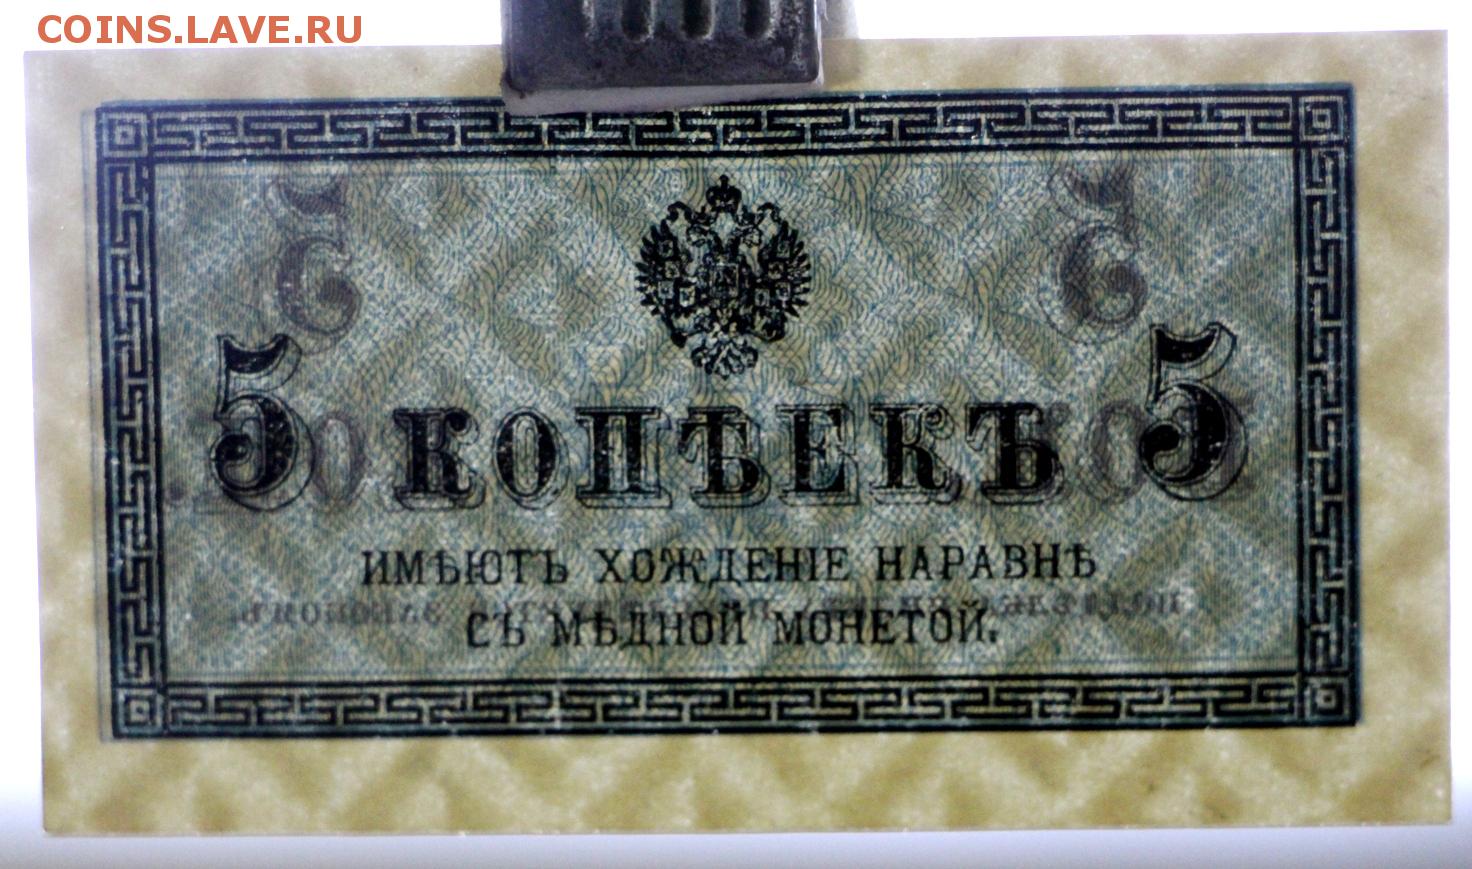 COINS.LAVE.RU
5 КОПѢЕКЪ 5
ИМѢЮТЪ ХОЖДЕНІЕ НАРАВНѢ
СЪ МѢДНОЙ МОНЕТОЙ.